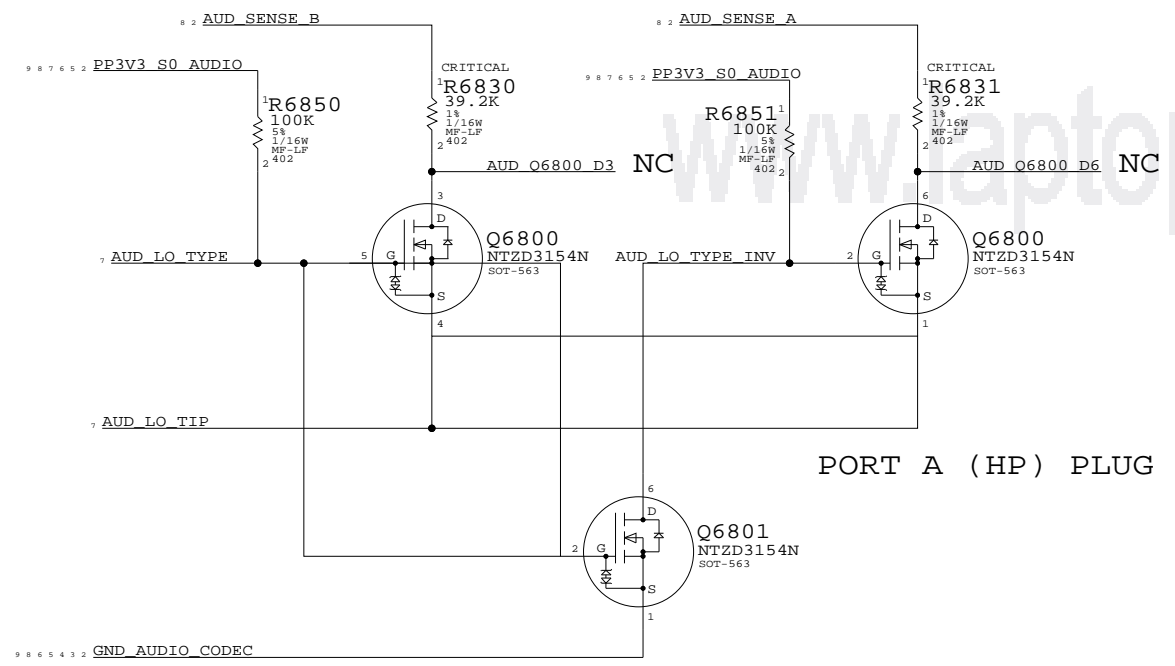 8 2 AUD_SENSE_B
8 2 AUD_SENSE_A
9 8 7 6 5 2 PP3V3_S0_AUDIO
9 8 7 6 5 2 PP3V3_S0_AUDIO
1
R6850
100K
5%
1/16W
MF-LF
402
2
CRITICAL
1
R6830
39.2K
1%
1/16W
MF-LF
402
2
R6851
1
100K
5%
1/16W
MF-LF
402
2
CRITICAL
1
R6831
39.2K
1%
1/16W
MF-LF
402
2
www.lapto
AUD_Q6800_D3 NC
AUD_Q6800_D6 NC
3
D
Q6800
NTZD3154N
SOT-563
7 AUD_LO_TYPE
5 G
S
4
6
D
Q6800
NTZD3154N
SOT-563
AUD_LO_TYPE_INV
2 G
S
1
7 AUD_LO_TIP
PORT A (HP) PLUG
6
D
Q6801
NTZD3154N
SOT-563
2 G
S
1
9 8 6 5 4 3 2 GND_AUDIO_CODEC